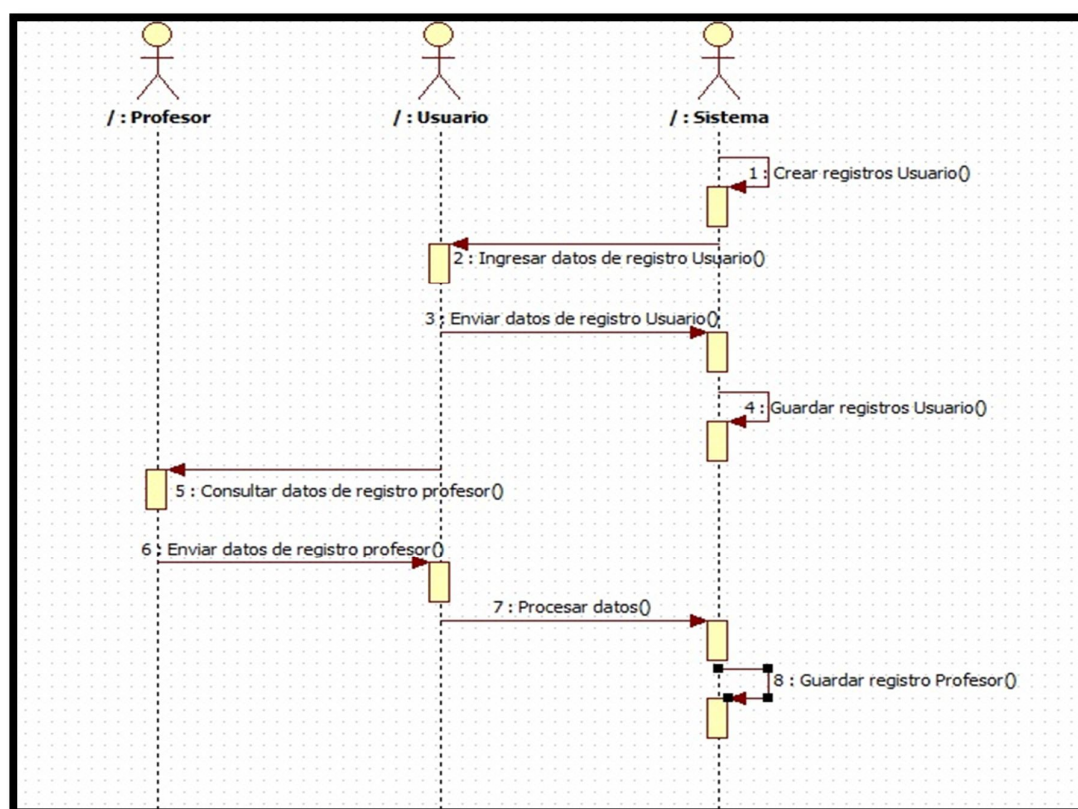 / : Profesor
/ : Usuario
/ : Sistema
1 : Crear registros Usuario()
2 : Ingresar datos de registro Usuario()
3 : Enviar datos de registro Usuario()
4 : Guardar registros Usuario()
5 : Consultar datos de registro profesor()
6 : Enviar datos de registro profesor()
7 : Procesar datos()
8 : Guardar registro Profesor()